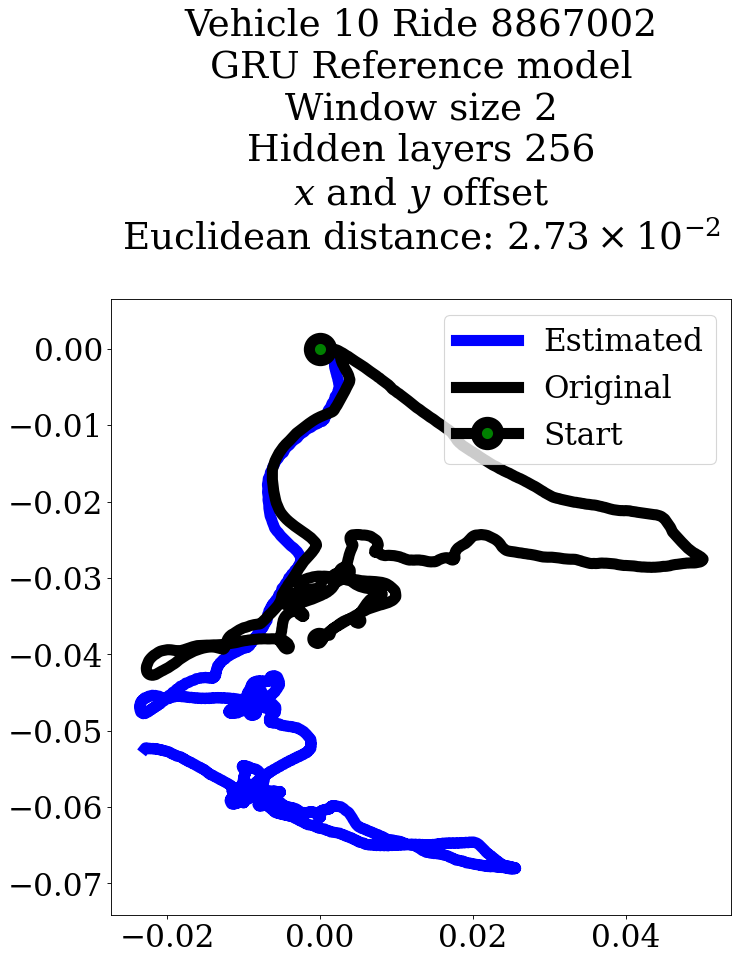 Vehicle 10 Ride 8867002
GRU Reference model
Window size 2
Hidden layers 256
x and y offset
Euclidean distance: 2.73 × 10⁻²
Estimated
Original
Start
0.00
−0.01
−0.02
−0.03
−0.04
−0.05
−0.06
−0.07
−0.02 0.00 0.02 0.04